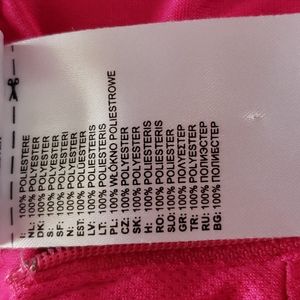 I: 100% POLIESTERE
NL: 100% POLYESTER
DK: 100% POLYESTER
S: 100% POLYESTER
SF: 100% POLYESTERI
N: 100% POLYESTER
EST: 100% POLÜESTER
LV: 100% POLIESTERIS
LT: 100% POLIESTERIS
PL: 100% WŁÓKNO POLIESTROWE
CZ: 100% POLYESTER
SK: 100% POLYESTER
H: 100% POLIÉSZTER
RO: 100% POLIESTER
SLO: 100% POLIESTER
GR: 100% ΠΟΛΥΕΣΤΕΡ
TR: 100% POLYESTER
RU: 100% ПОЛИЭСТЕР
BG: 100% ПОЛИЕСТЕР